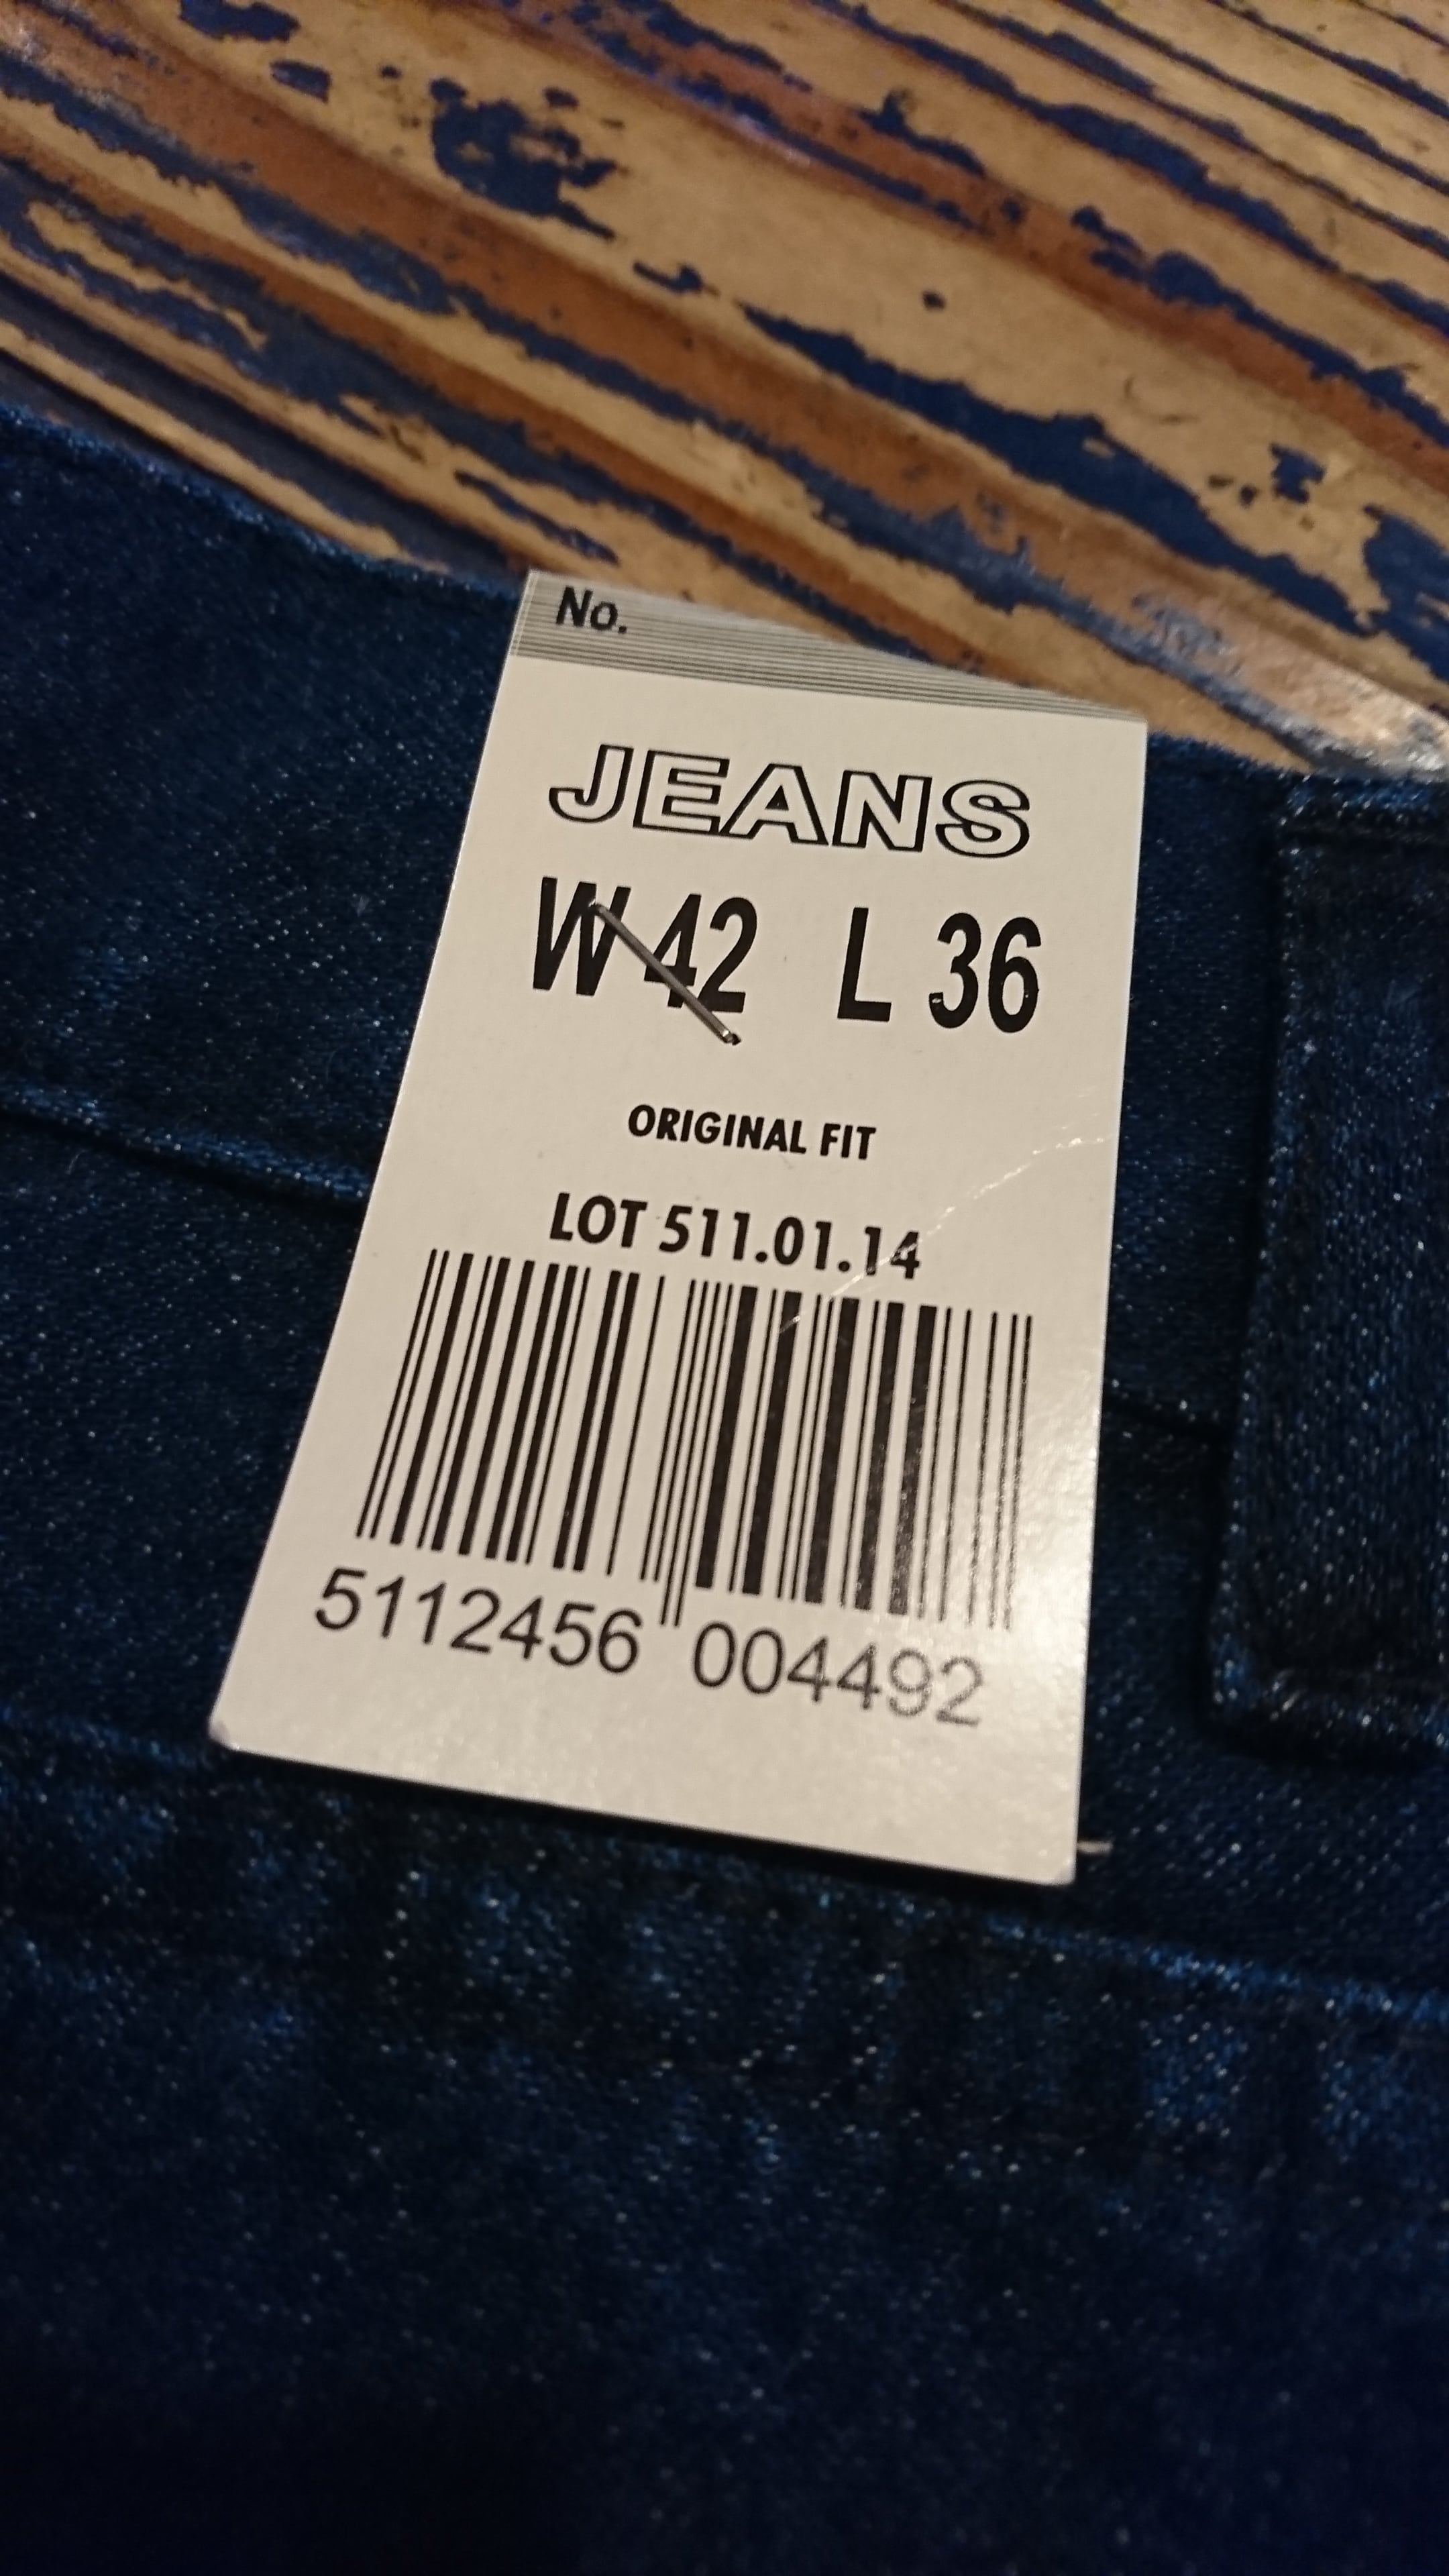 No.
JEANS
W 42 L 36
ORIGINAL FIT
LOT 511.01.14
5112456 004492